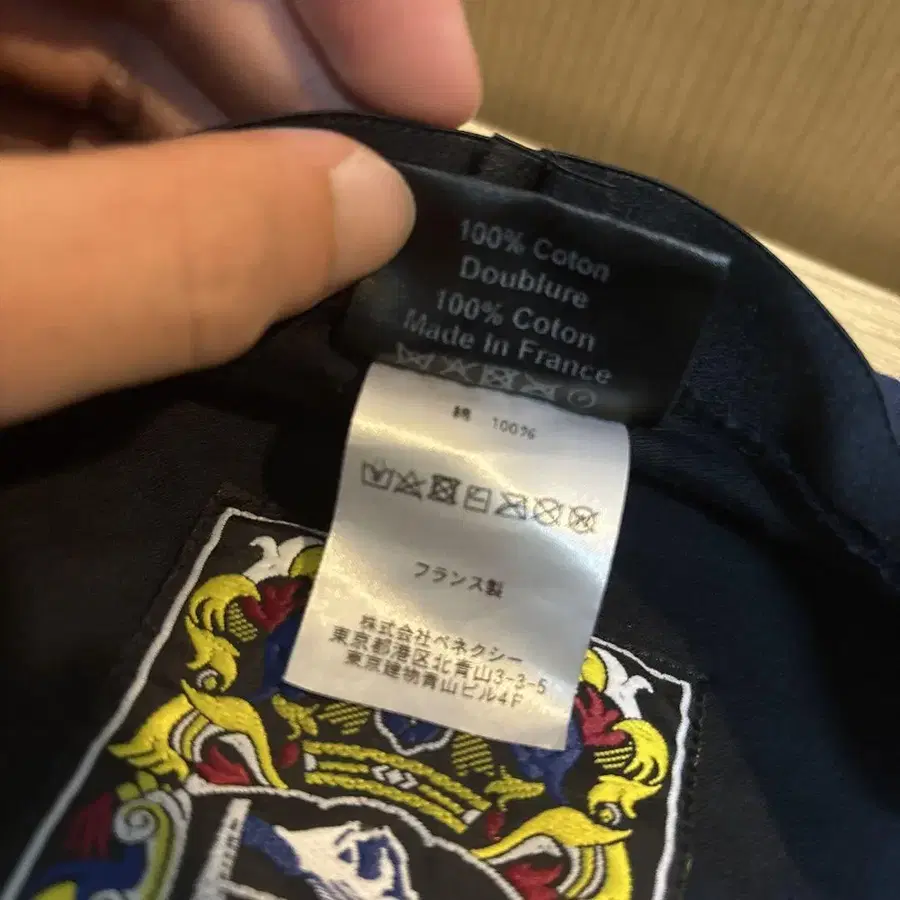 100% Coton
Doublure
100% Coton
Made in France
綿 100%
フランス製
株式会社ベネクシー
東京都港区北青山3-3-5
東京建物青山ビル4F